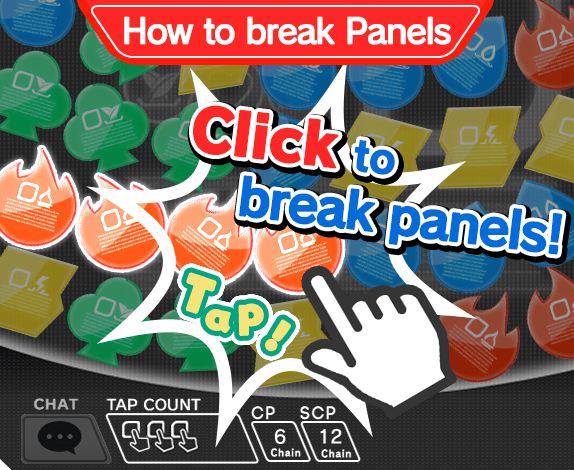 How to break Panels
Click to
break panels!
Tap!
CHAT
TAP COUNT
CP
SCP
6
Chain
12
Chain